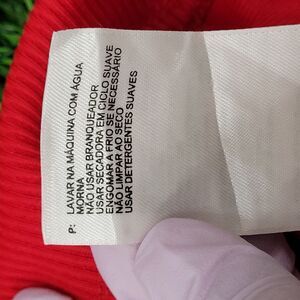 P: LAVAR NA MÁQUINA COM ÁGUA
MORNA
NÃO USAR BRANQUEADOR
USAR SECADORA EM CICLO SUAVE
ENGOMAR A FRIO SE NECESSÁRIO
NÃO LIMPAR AO SECO
USAR DETERGENTES SUAVES